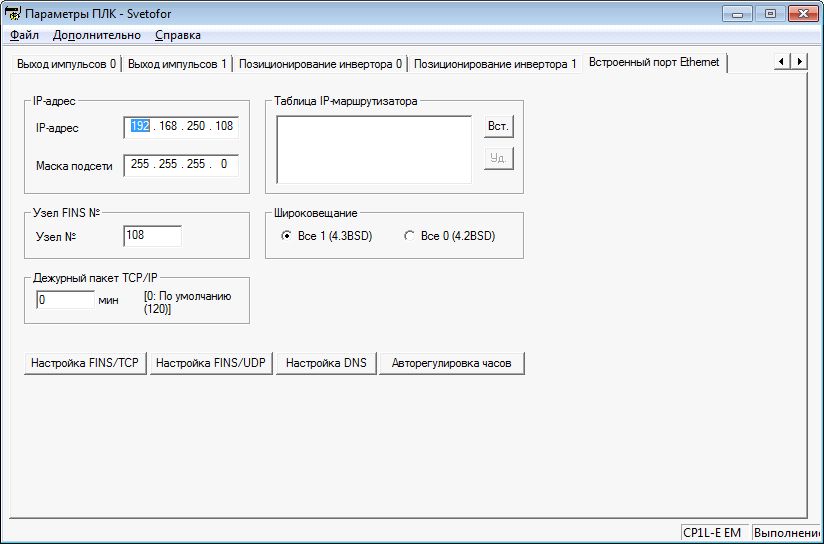 Параметры ПЛК - Svetofor
Файл Дополнительно Справка
Выход импульсов 0 Выход импульсов 1 Позиционирование инвертора 0 Позиционирование инвертора 1 Встроенный порт Ethernet
IP-адрес
IP-адрес 192 . 168 . 250 . 108
Маска подсети 255 . 255 . 255 . 0
Таблица IP-маршрутизатора
Вст.
Уд.
Узел FINS №
Узел № 108
Широковещание
Все 1 (4.3BSD) Все 0 (4.2BSD)
Дежурный пакет TCP/IP
0 мин [0: По умолчанию
(120)]
Настройка FINS/TCP Настройка FINS/UDP Настройка DNS Авторегулировка часов
CP1L-E EM Выполнение